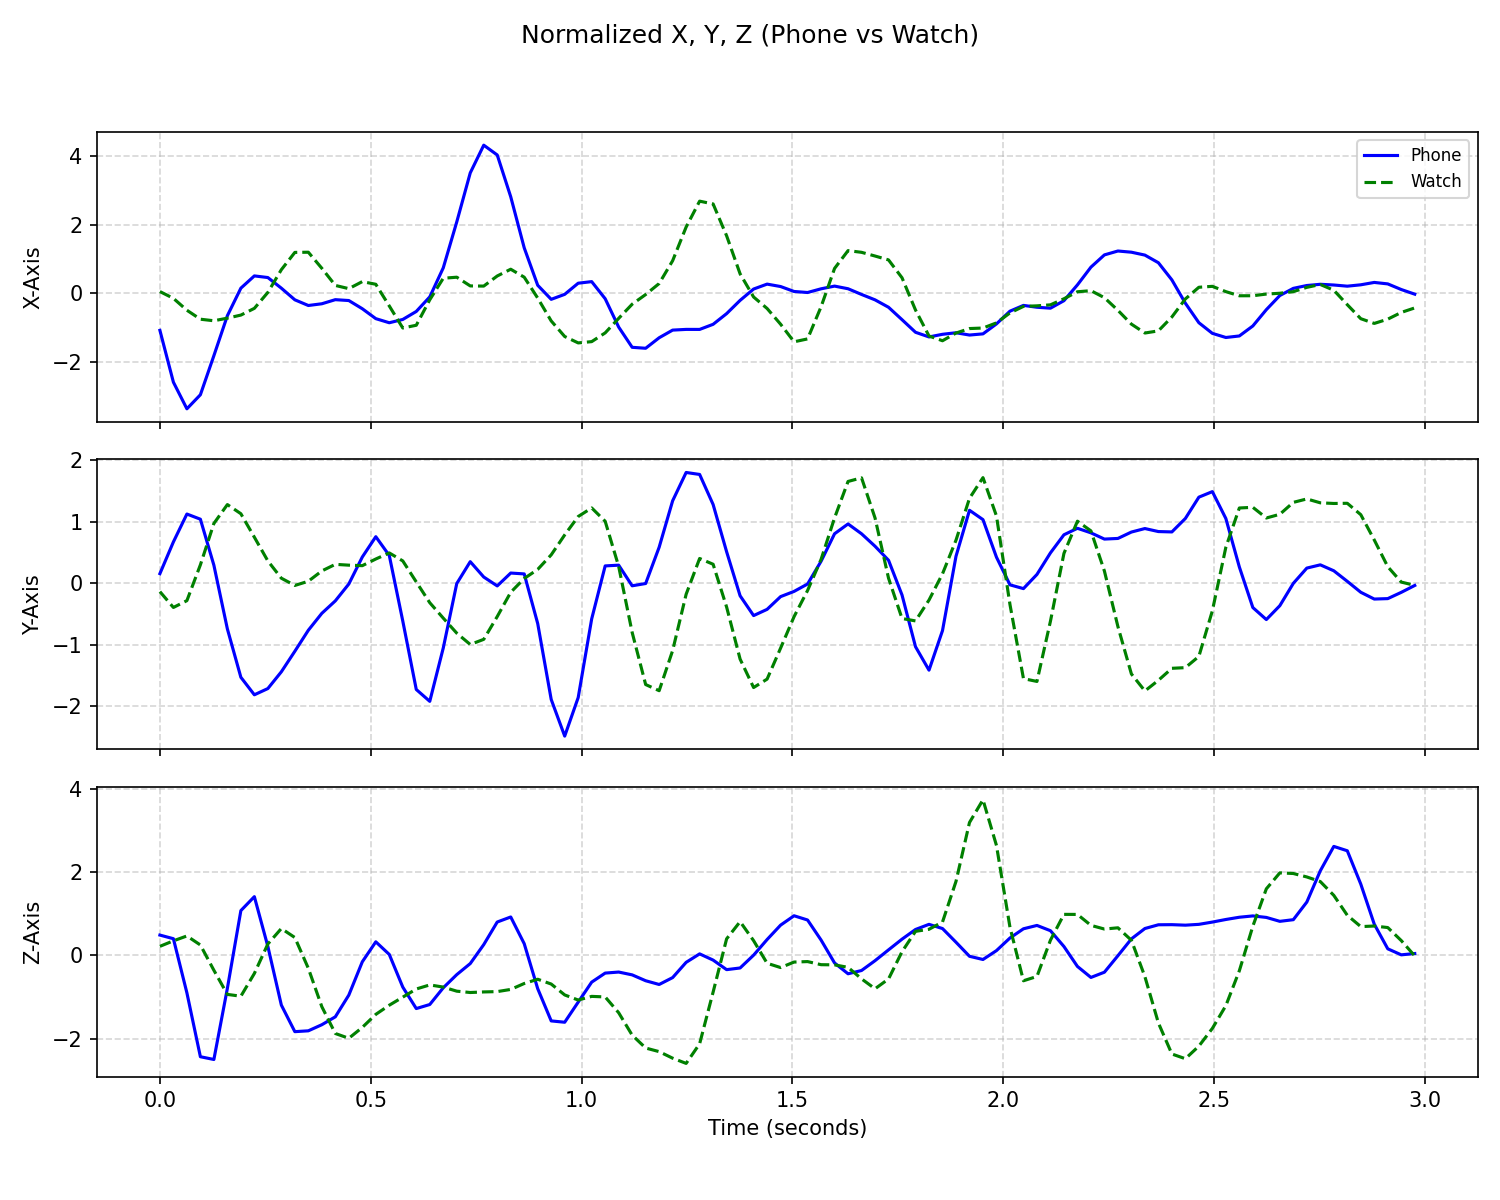 Normalized X, Y, Z (Phone vs Watch)
4
2
0
−2
X-Axis
Phone
Watch
2
1
0
−1
−2
Y-Axis
4
2
0
−2
Z-Axis
0.0 0.5 1.0 1.5 2.0 2.5 3.0
Time (seconds)